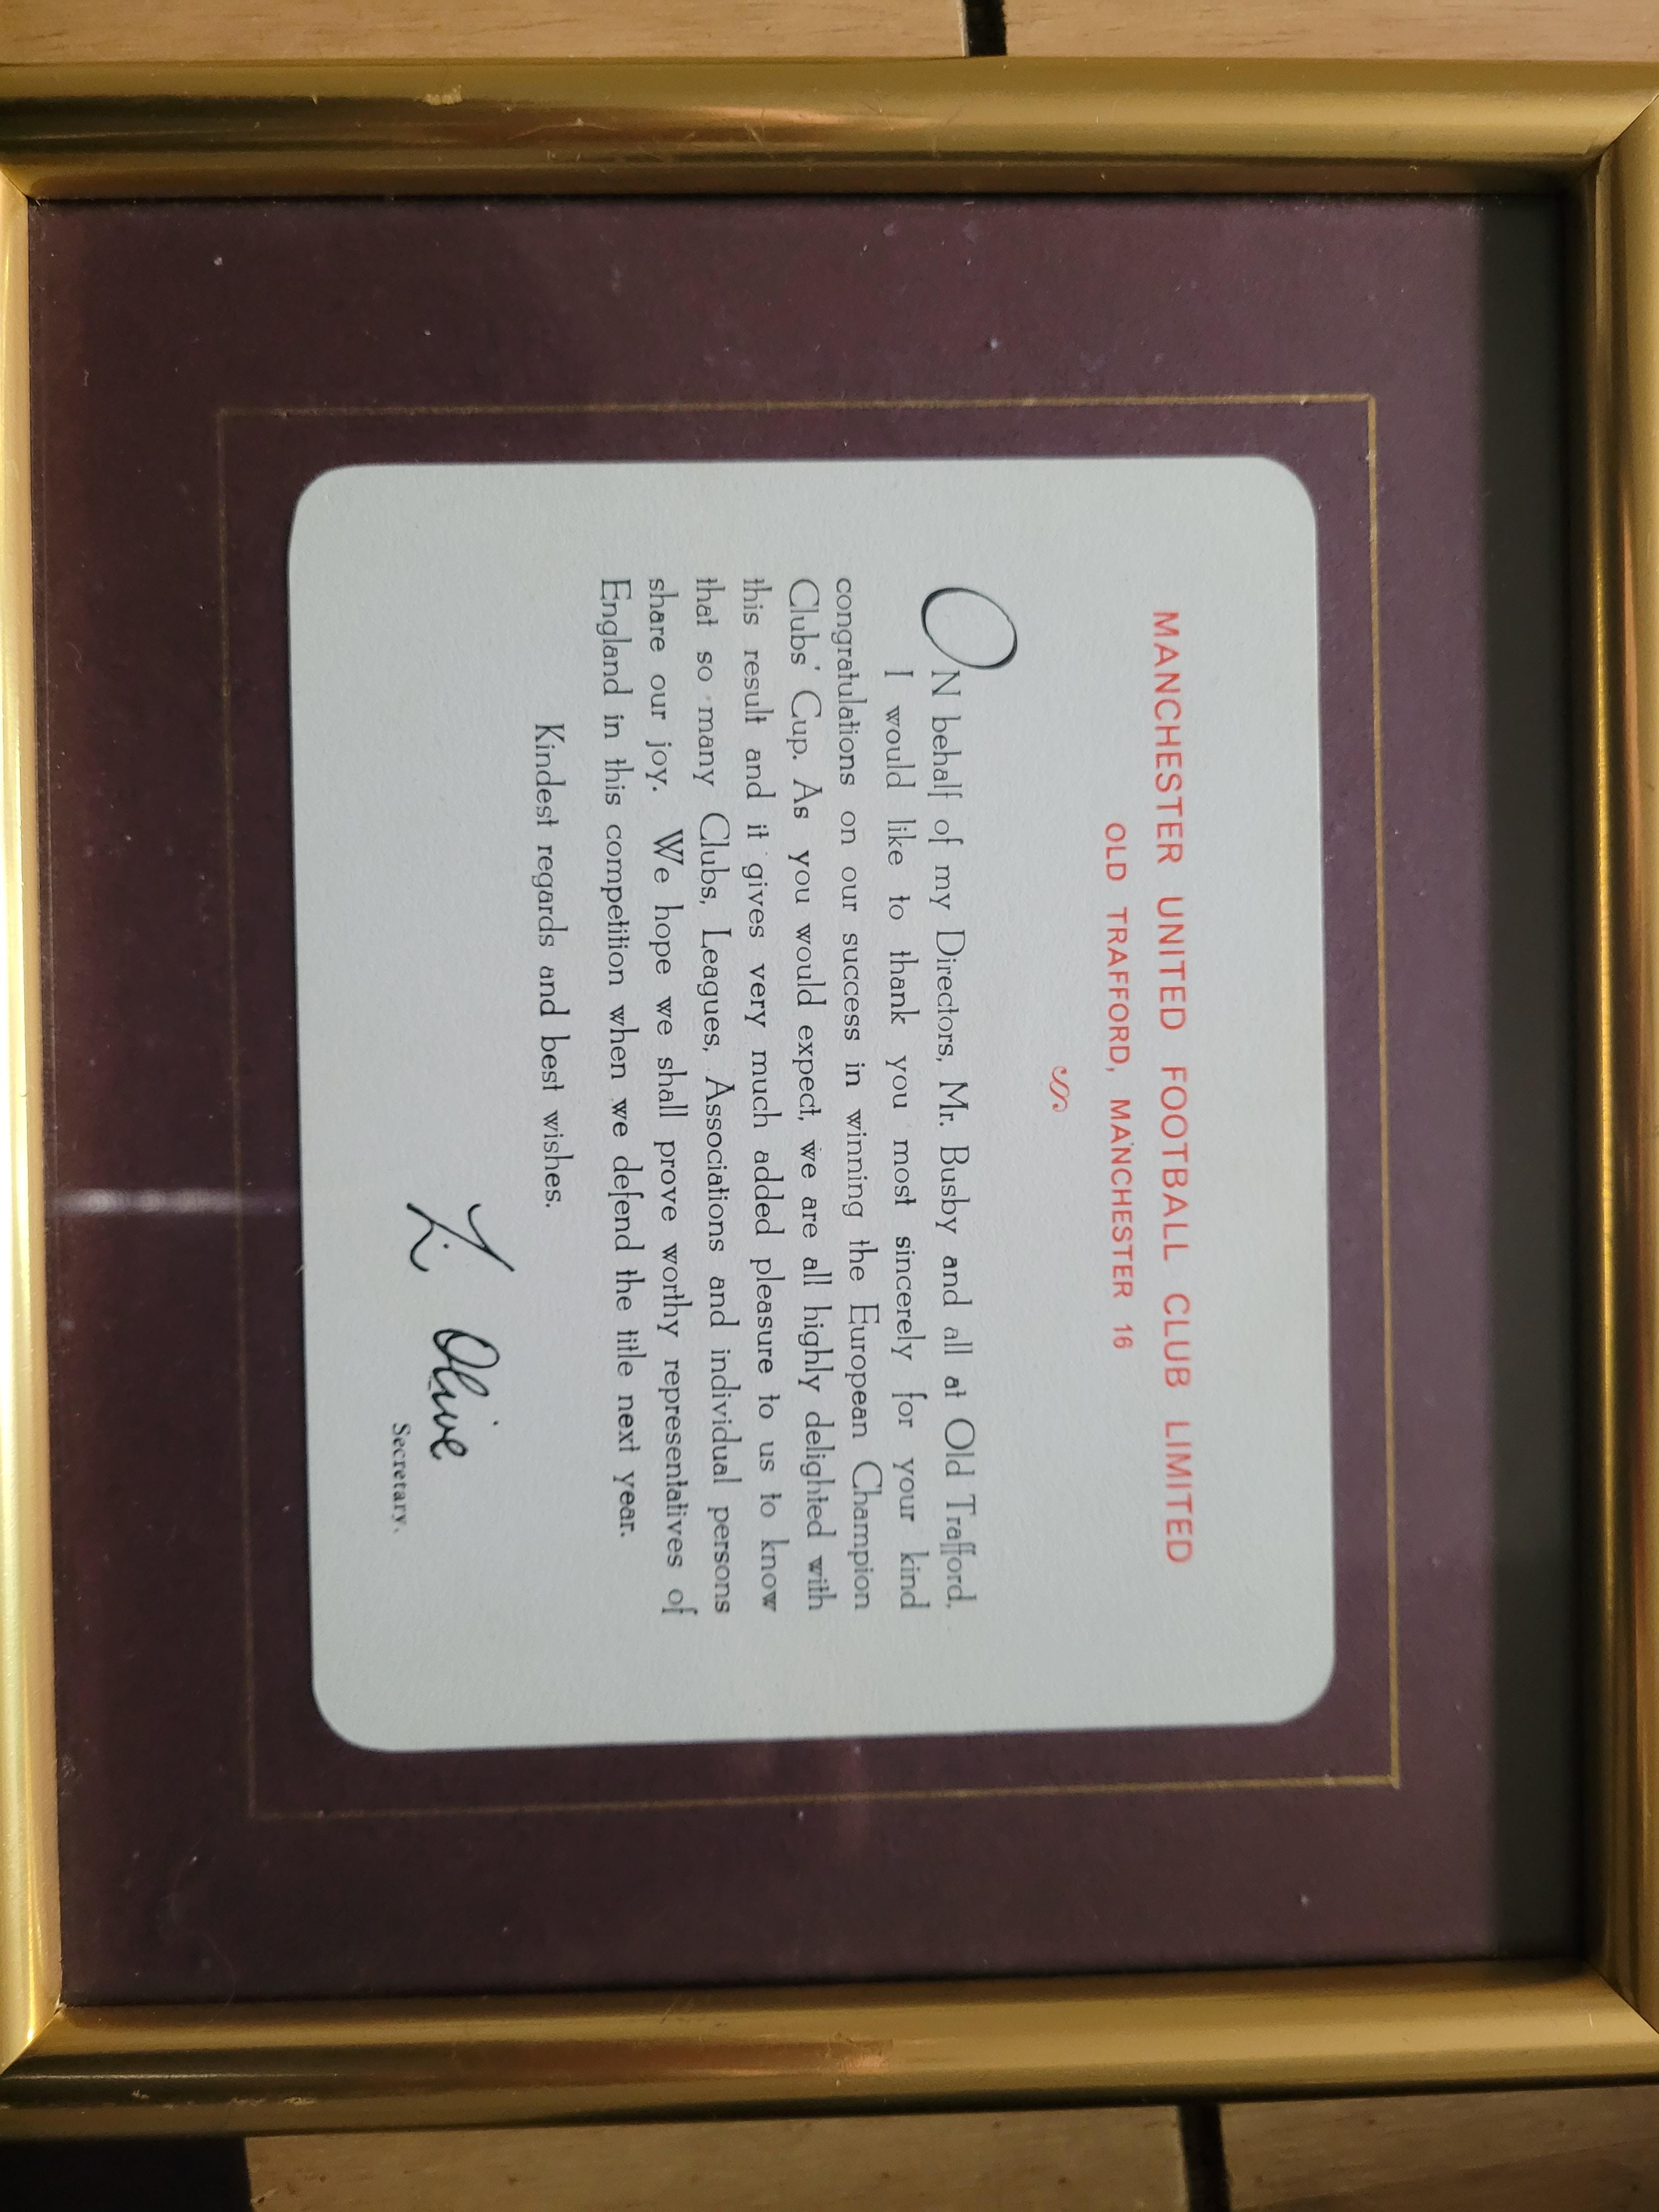 MANCHESTER UNITED FOOTBALL CLUB LIMITED
OLD TRAFFORD, MANCHESTER 16
ON behalf of my Directors, Mr. Busby and all at Old Trafford,
I would like to thank you most sincerely for your kind
congratulations on our success in winning the European Champion
Clubs' Cup. As you would expect, we are all highly delighted with
this result and it gives very much added pleasure to us to know
that so many Clubs, Leagues, Associations and individual persons
share our joy. We hope we shall prove worthy representatives of
England in this competition when we defend the title next year.
Kindest regards and best wishes.
L. Olive
Secretary.